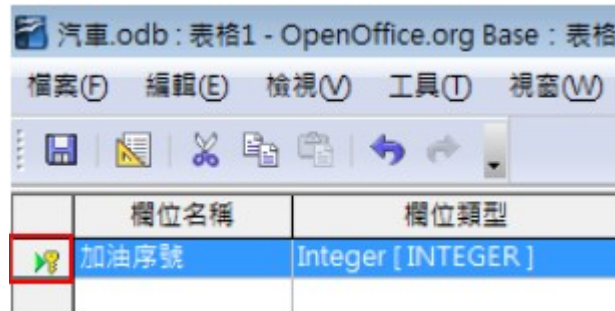 汽車.odb : 表格1 - OpenOffice.org Base : 表格
檔案(F) 編輯(E) 檢視(V) 工具(T) 視窗(W)
欄位名稱 欄位類型
加油序號 Integer [ INTEGER ]